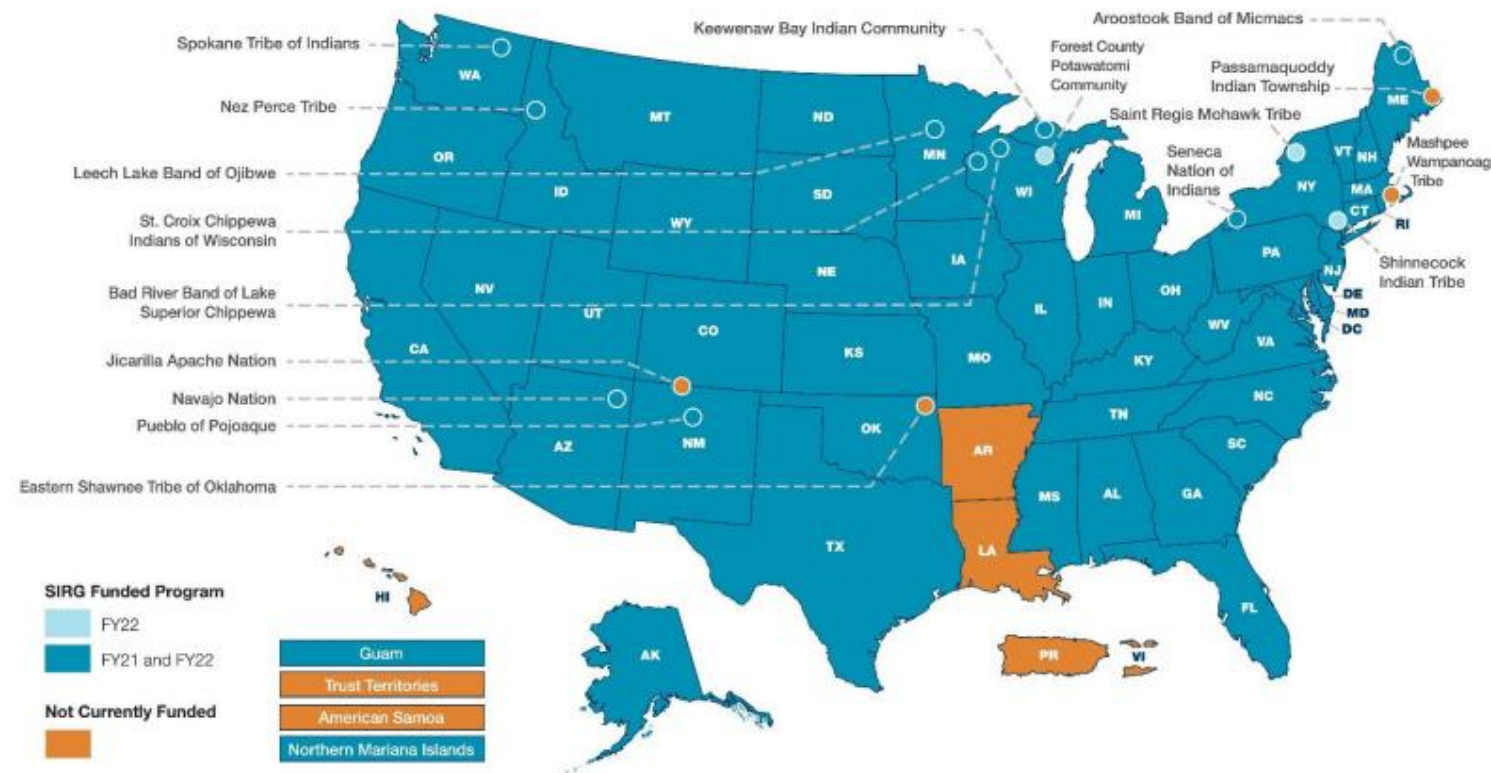 Spokane Tribe of Indians
Keewenaw Bay Indian Community
Aroostook Band of Micmacs
Forest County
Potawatomi
Community
Passamaquoddy
Indian Township
Nez Perce Tribe
Saint Regis Mohawk Tribe
Seneca
Nation of
Indians
Mashpee
Wampanoag
Tribe
Leech Lake Band of Ojibwe
St. Croix Chippewa
Indians of Wisconsin
Shinnecock
Indian Tribe
Bad River Band of Lake
Superior Chippewa
Jicarilla Apache Nation
Navajo Nation
Pueblo of Pojoaque
Eastern Shawnee Tribe of Oklahoma
WA
MT
ND
MN
ME
VT
NH
OR
ID
SD
WI
MI
NY
MA
CT
RI
WY
IA
PA
NJ
NE
NV
UT
CO
IL
IN
OH
DE
MD
DC
WV
VA
CA
KS
MO
KY
NC
TN
AZ
NM
OK
AR
SC
MS
AL
GA
TX
LA
FL
HI
AK
PR
VI
SIRG Funded Program
FY22
FY21 and FY22
Not Currently Funded
Guam
Trust Territories
American Samoa
Northern Mariana Islands